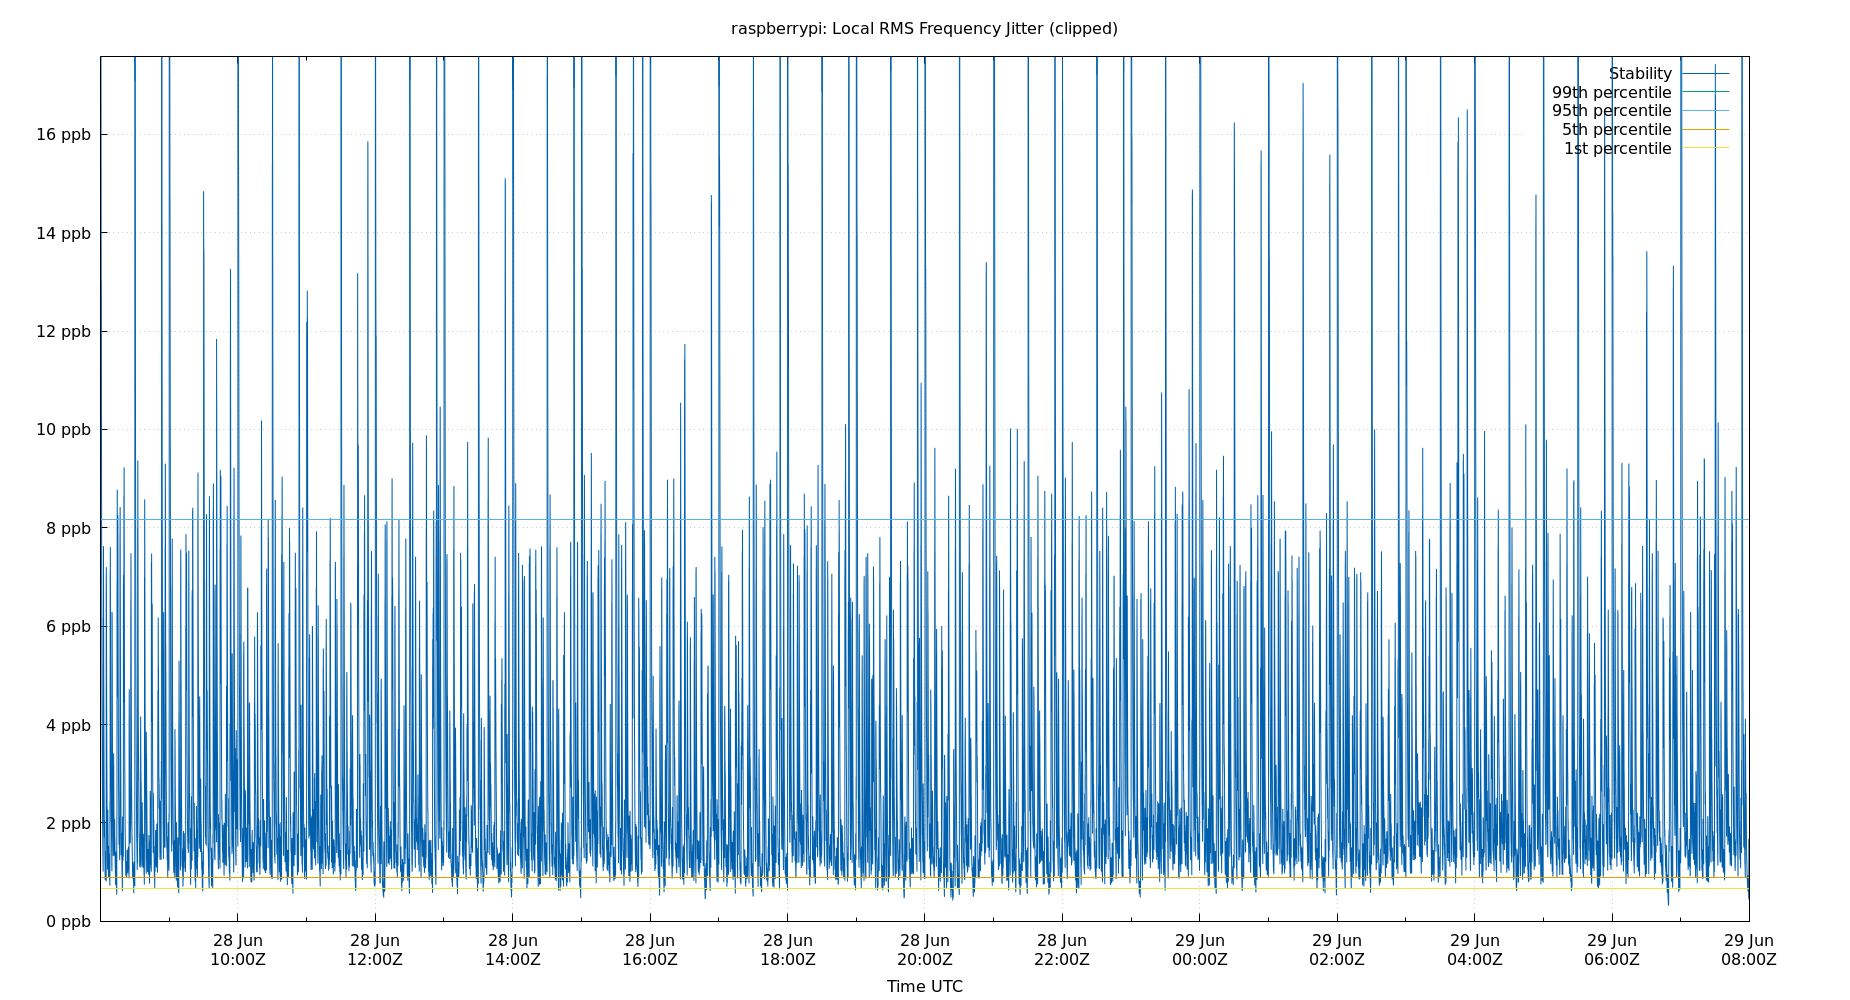 raspberrypi: Local RMS Frequency Jitter (clipped)
Stability
99th percentile
95th percentile
5th percentile
1st percentile
16 ppb
14 ppb
12 ppb
10 ppb
8 ppb
6 ppb
4 ppb
2 ppb
0 ppb
28 Jun 28 Jun 28 Jun 28 Jun 28 Jun 28 Jun 28 Jun 29 Jun 29 Jun 29 Jun 29 Jun 29 Jun
10:00Z 12:00Z 14:00Z 16:00Z 18:00Z 20:00Z 22:00Z 00:00Z 02:00Z 04:00Z 06:00Z 08:00Z
Time UTC